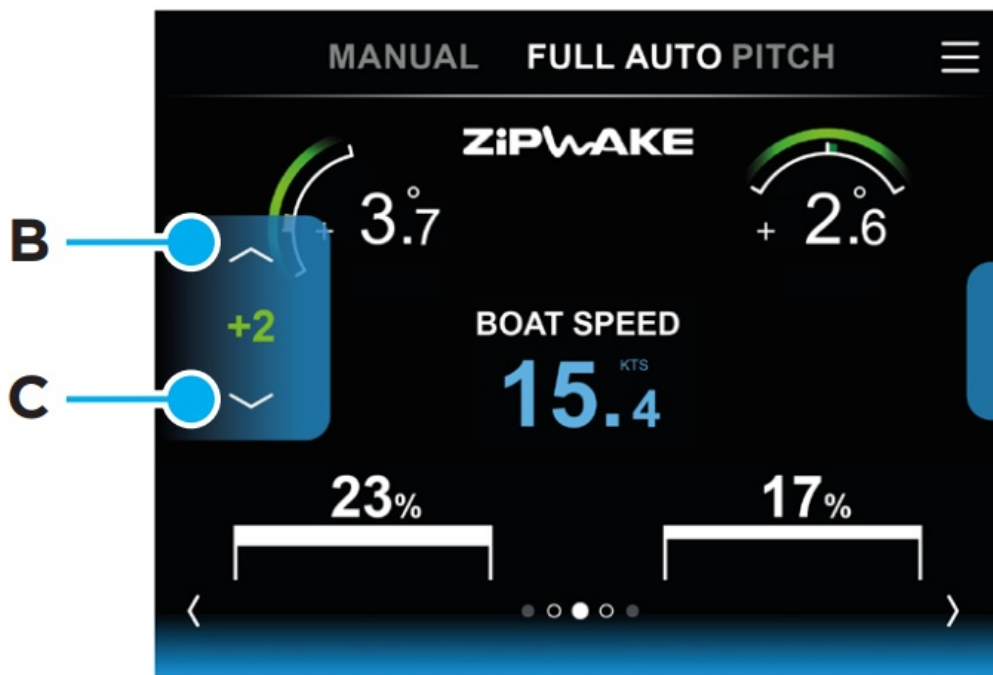 MANUAL FULL AUTO PITCH
ZIPWAKE
+ 3.7° + 2.6°
B
+2
BOAT SPEED
15.4 KTS
C
23% 17%